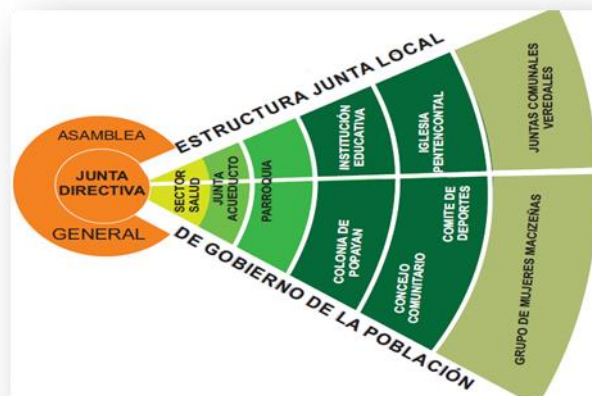 ESTRUCTURA JUNTA LOCAL
DE GOBIERNO DE LA POBLACIÓN
ASAMBLEA
JUNTA
DIRECTIVA
GENERAL
SECTOR
SALUD
JUNTA
ACUEDUCTO
PARROQUIA
INSTITUCIÓN
EDUCATIVA
COLONIA DE
POPAYAN
IGLESIA
PENTENCONTAL
CONCEJO
COMUNITARIO
COMITE DE
DEPORTES
JUNTAS COMUNALES
VEREDALES
GRUPO DE MUJERES MACIZEÑAS